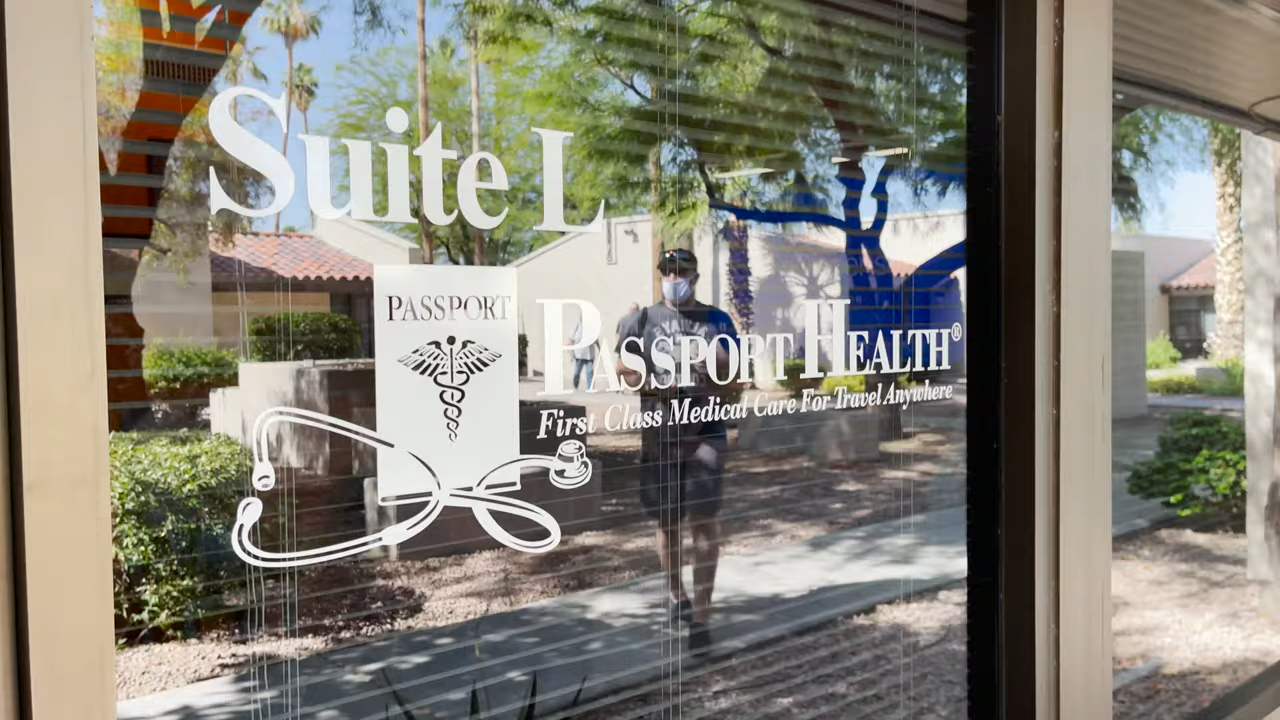 Suite L
PASSPORT
PASSPORT HEALTH®
First Class Medical Care For Travel Anywhere